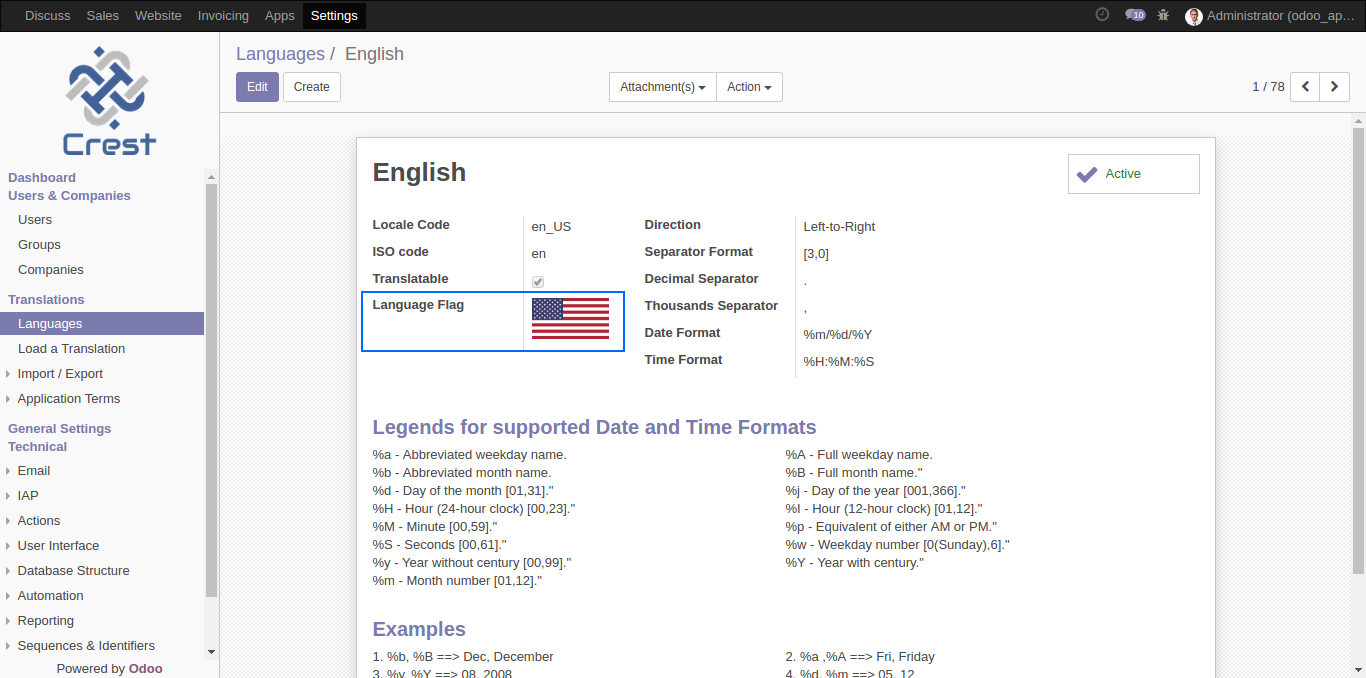 Discuss Sales Website Invoicing Apps Settings 10 Administrator (odoo_ap...
Crest
Dashboard
Users & Companies
Users
Groups
Companies
Translations
Languages
Load a Translation
Import / Export
Application Terms
General Settings
Technical
Email
IAP
Actions
User Interface
Database Structure
Automation
Reporting
Sequences & Identifiers
Powered by Odoo
Languages / English
Edit Create Attachment(s) Action 1 / 78
English
Active
Locale Code en_US
ISO code en
Translatable
Language Flag
Direction Left-to-Right
Separator Format [3,0]
Decimal Separator .
Thousands Separator ,
Date Format %m/%d/%Y
Time Format %H:%M:%S
Legends for supported Date and Time Formats
%a - Abbreviated weekday name.
%b - Abbreviated month name.
%d - Day of the month [01,31]."
%H - Hour (24-hour clock) [00,23]."
%M - Minute [00,59]."
%S - Seconds [00,61]."
%y - Year without century [00,99]."
%m - Month number [01,12]."
%A - Full weekday name.
%B - Full month name."
%j - Day of the year [001,366]."
%I - Hour (12-hour clock) [01,12]."
%p - Equivalent of either AM or PM."
%w - Weekday number [0(Sunday),6]."
%Y - Year with century."
Examples
1. %b, %B ==> Dec, December
2. %a ,%A ==> Fri, Friday
3. %y, %Y ==> 08, 2008
4. %d, %m ==> 05, 12